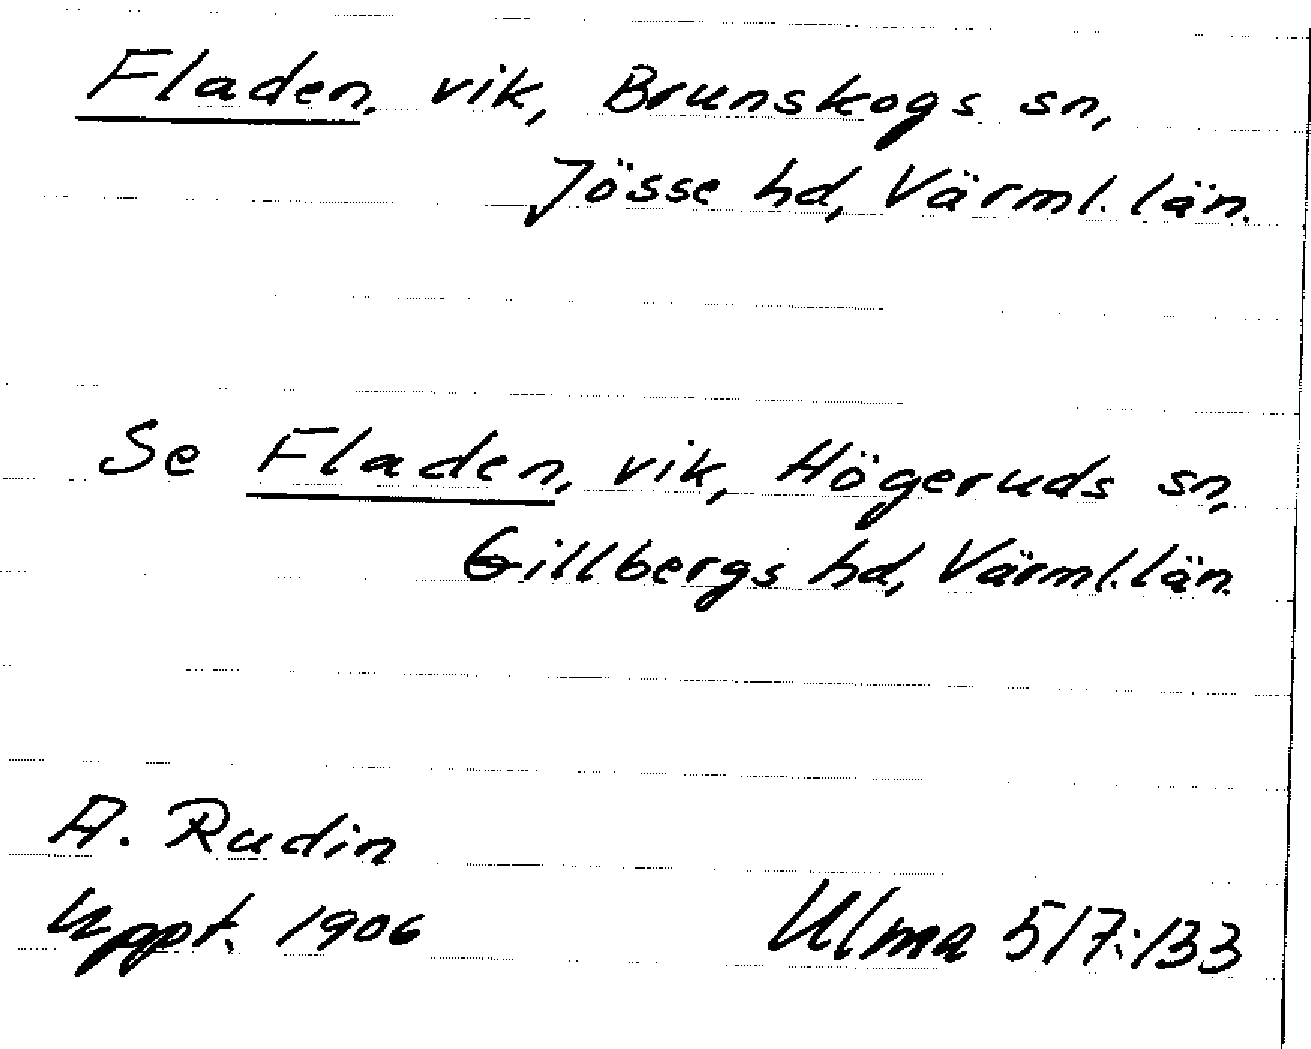 Fladen, vik, Brunskogs sn,
Jösse hd, Värml. län.
Se Fladen, vik, Högeruds sn,
Gillbergs hd, Värml. län.
A. Rudin
Uppt. 1906
Ulma 517:133